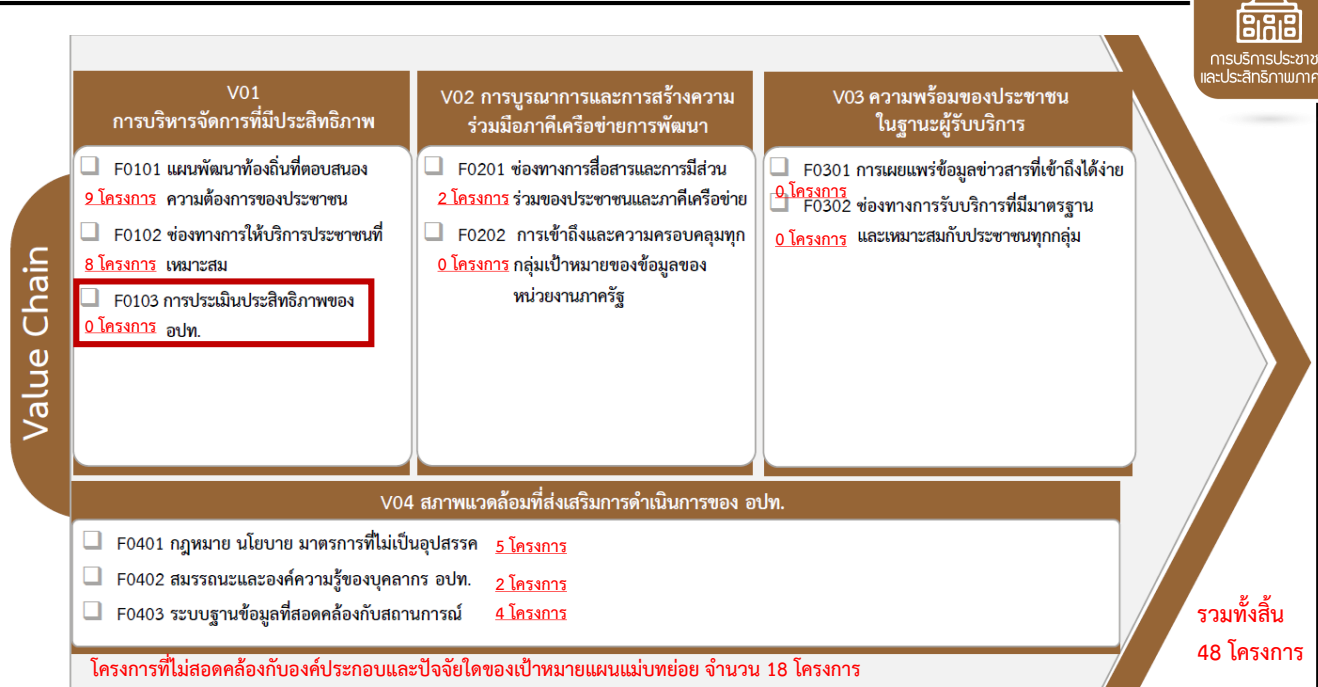 การบริการประชาช
และประสิทธิภาพภาค
Value Chain
V01
การบริหารจัดการที่มีประสิทธิภาพ
F0101 แผนพัฒนาท้องถิ่นที่ตอบสนอง
9 โครงการ ความต้องการของประชาชน
F0102 ช่องทางการให้บริการประชาชนที่
8 โครงการ เหมาะสม
F0103 การประเมินประสิทธิภาพของ
0 โครงการ อปท.
V02 การบูรณาการและการสร้างความ
ร่วมมือภาคีเครือข่ายการพัฒนา
F0201 ช่องทางการสื่อสารและการมีส่วน
2 โครงการ ร่วมของประชาชนและภาคีเครือข่าย
F0202 การเข้าถึงและความครอบคลุมทุก
0 โครงการ กลุ่มเป้าหมายของข้อมูลของ
หน่วยงานภาครัฐ
V03 ความพร้อมของประชาชน
ในฐานะผู้รับบริการ
F0301 การเผยแพร่ข้อมูลข่าวสารที่เข้าถึงได้ง่าย
0 โครงการ
F0302 ช่องทางการรับบริการที่มีมาตรฐาน
0 โครงการ และเหมาะสมกับประชาชนทุกกลุ่ม
V04 สภาพแวดล้อมที่ส่งเสริมการดำเนินการของ อปท.
F0401 กฎหมาย นโยบาย มาตรการที่ไม่เป็นอุปสรรค 5 โครงการ
F0402 สมรรถนะและองค์ความรู้ของบุคลากร อปท. 2 โครงการ
F0403 ระบบฐานข้อมูลที่สอดคล้องกับสถานการณ์ 4 โครงการ
รวมทั้งสิ้น
48 โครงการ
โครงการที่ไม่สอดคล้องกับองค์ประกอบและปัจจัยใดของเป้าหมายแผนแม่บทย่อย จำนวน 18 โครงการ